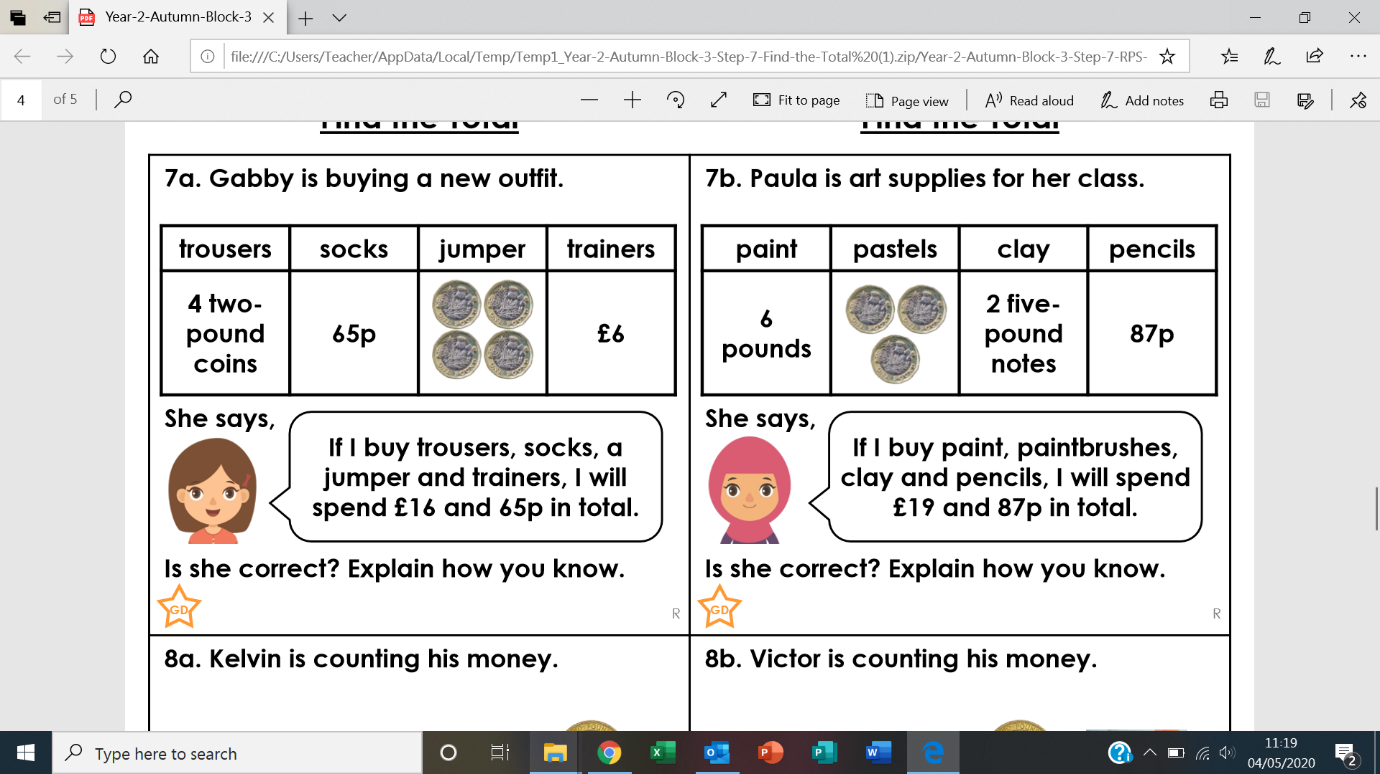 Year-2-Autumn-Block-3
file:///C:/Users/Teacher/AppData/Local/Temp/Temp1_Year-2-Autumn-Block-3-Step-7-Find-the-Total%20(1).zip/Year-2-Autumn-Block-3-Step-7-RPS-
4 of 5 Fit to page Page view Read aloud Add notes
Find the Total Find the Total
7a. Gabby is buying a new outfit.
trousers socks jumper trainers
4 two-
pound
coins
65p
£6
She says,
If I buy trousers, socks, a
jumper and trainers, I will
spend £16 and 65p in total.
Is she correct? Explain how you know.
GD
R
7b. Paula is art supplies for her class.
paint pastels clay pencils
6
pounds
2 five-
pound
notes
87p
She says,
If I buy paint, paintbrushes,
clay and pencils, I will spend
£19 and 87p in total.
Is she correct? Explain how you know.
GD
R
8a. Kelvin is counting his money.
8b. Victor is counting his money.
Type here to search
11:19
04/05/2020
2